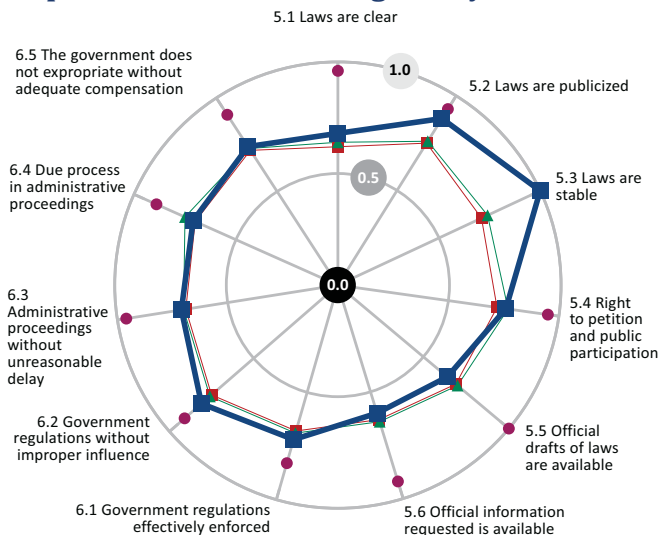 5.1 Laws are clear
1.0
5.2 Laws are publicized
5.3 Laws are
stable
5.4 Right
to petition
and public
participation
5.5 Official
drafts of laws
are available
5.6 Official information
requested is available
6.1 Government regulations
effectively enforced
6.2 Government
regulations without
improper influence
6.3
Administrative
proceedings
without
unreasonable
delay
6.4 Due process
in administrative
proceedings
6.5 The government does
not expropriate without
adequate compensation
0.5
0.0